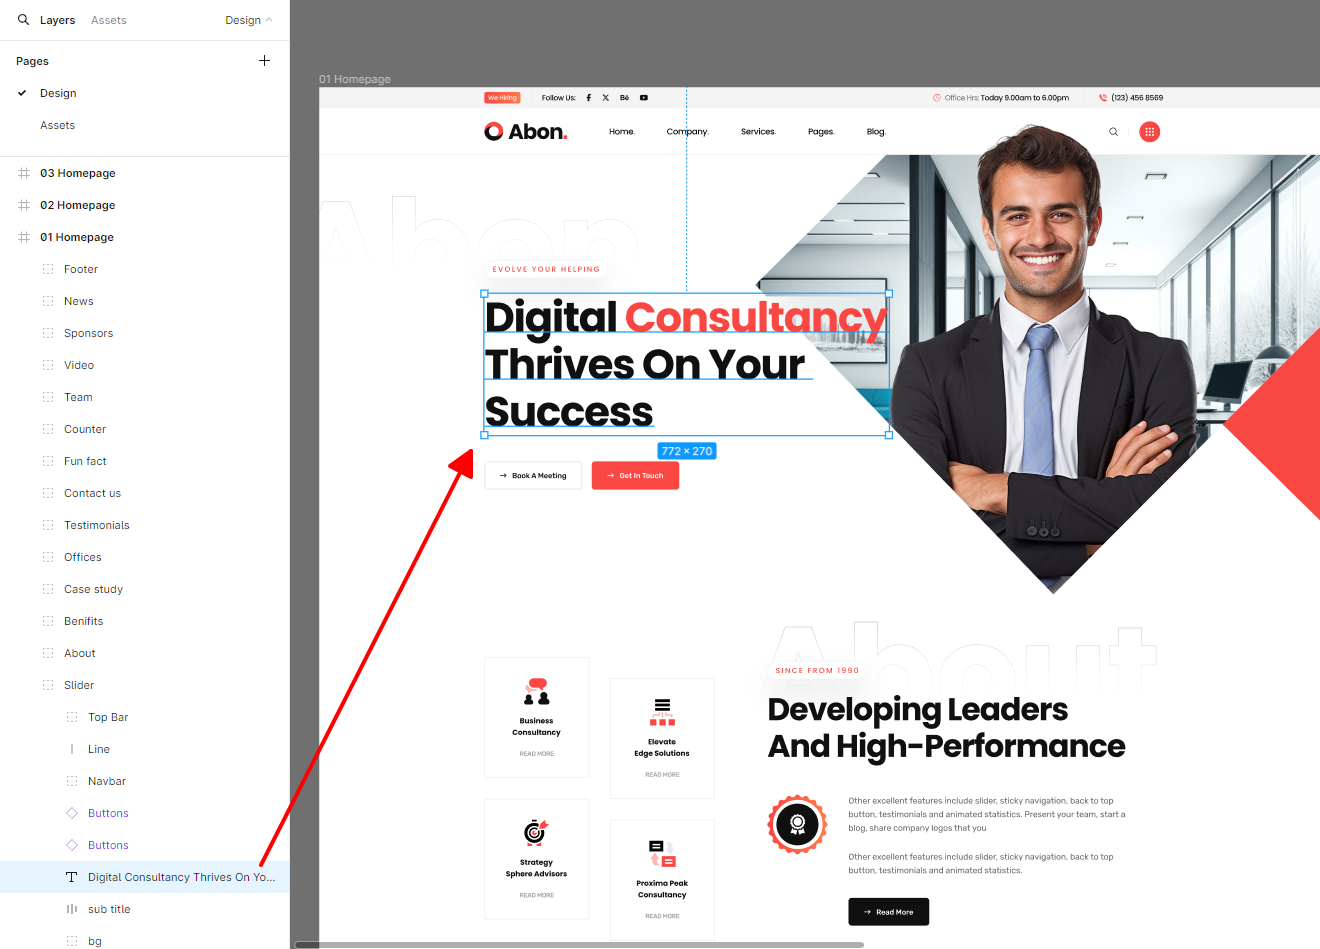 Layers
Assets
Design
Pages
Design
Assets
03 Homepage
02 Homepage
01 Homepage
Footer
News
Sponsors
Video
Team
Counter
Fun fact
Contact us
Testimonials
Offices
Case study
Benifits
About
Slider
Top Bar
Line
Navbar
Buttons
Buttons
Digital Consultancy Thrives On Yo...
sub title
bg
01 Homepage
We Hiring
Follow Us:
Bē
Office Hrs: Today 9.00am to 6.00pm
(123) 456 8569
Abon.
Home.
Company.
Services.
Pages.
Blog.
Abon
EVOLVE YOUR HELPING
Digital Consultancy
Thrives On Your
Success
772 × 270
Book A Meeting
Get In Touch
Business
Consultancy
READ MORE
Elevate
Edge Solutions
READ MORE
Strategy
Sphere Advisors
READ MORE
Proxima Peak
Consultancy
READ MORE
About
SINCE FROM 1990
Developing Leaders
And High-Performance
Other excellent features include slider, sticky navigation, back to top
button, testimonials and animated statistics. Present your team, start a
blog, share company logos that you
Other excellent features include slider, sticky navigation, back to top
button, testimonials and animated statistics.
Read More